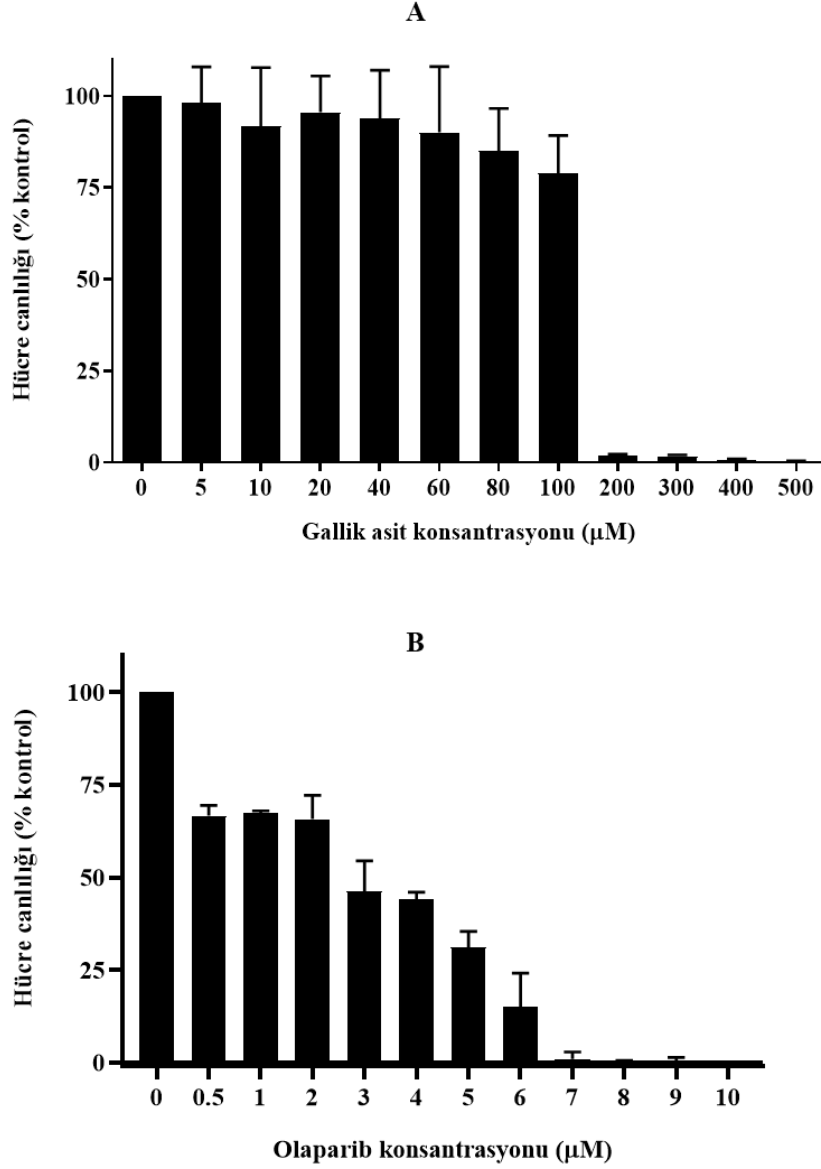 A
Hücre canlılığı (% kontrol)
100
75
50
25
0
0 5 10 20 40 60 80 100 200 300 400 500
Gallik asit konsantrasyonu (µM)
B
Hücre canlılığı (% kontrol)
100
75
50
25
0
0 0.5 1 2 3 4 5 6 7 8 9 10
Olaparib konsantrasyonu (µM)